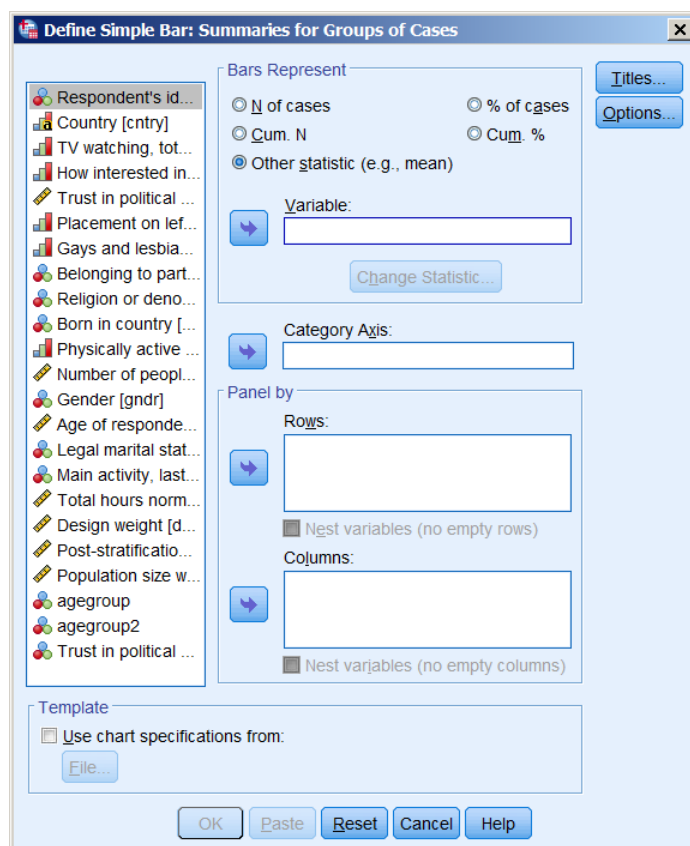 Define Simple Bar: Summaries for Groups of Cases
Respondent's id...
Country [cntry]
TV watching, tot...
How interested in...
Trust in political ...
Placement on lef...
Gays and lesbia...
Belonging to part...
Religion or deno...
Born in country [...
Physically active ...
Number of peopl...
Gender [gndr]
Age of responde...
Legal marital stat...
Main activity, last...
Total hours norm...
Design weight [d...
Post-stratificatio...
Population size w...
agegroup
agegroup2
Trust in political ...
Bars Represent
N of cases
% of cases
Cum. N
Cum. %
Other statistic (e.g., mean)
Variable:
Change Statistic...
Category Axis:
Panel by
Rows:
Nest variables (no empty rows)
Columns:
Nest variables (no empty columns)
Titles...
Options...
Template
Use chart specifications from:
File...
OK
Paste
Reset
Cancel
Help